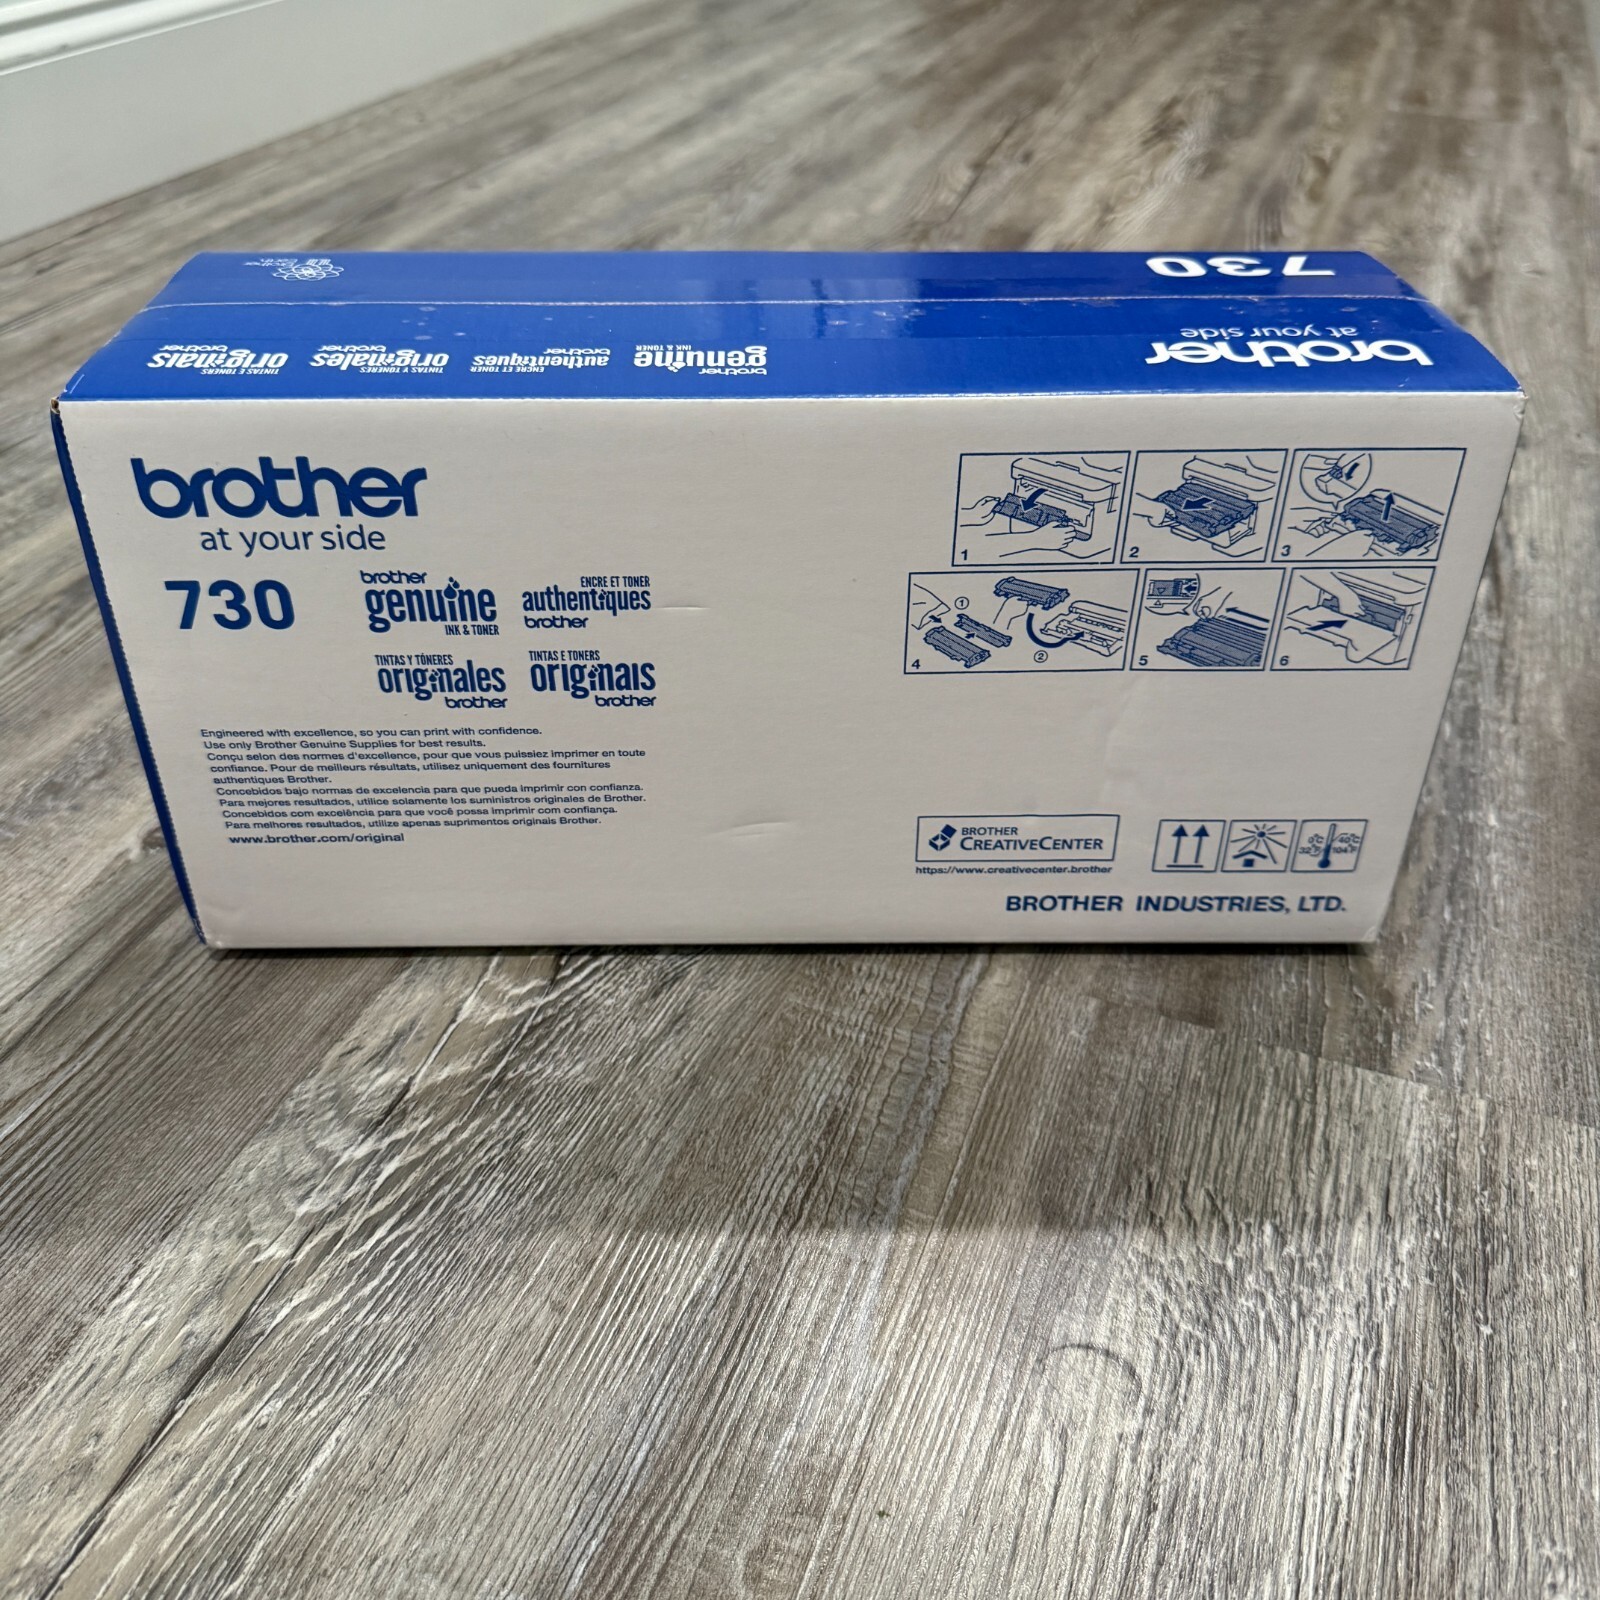 730
brother
at your side
brother
genuine
INK & TONER
ENCRE ET TONER
authentiques
brother
TINTAS Y TÓNERES
originales
brother
TINTAS E TONERS
originais
brother
brother
at your side
730
brother
genuine
INK & TONER
ENCRE ET TONER
authentiques
brother
TINTAS Y TÓNERES
originales
brother
TINTAS E TONERS
originais
brother
Engineered with excellence, so you can print with confidence.
Use only Brother Genuine Supplies for best results.
Conçu selon des normes d'excellence, pour que vous puissiez imprimer en toute
confiance. Pour de meilleurs résultats, utilisez uniquement des fournitures
authentiques Brother.
Concebidos bajo normas de excelencia para que pueda imprimir con confianza.
Para mejores resultados, utilice solamente los suministros originales de Brother.
Concebidos com excelência para que você possa imprimir com confiança.
Para melhores resultados, utilize apenas suprimentos originais Brother.
www.brother.com/original
1
2
3
4
1
2
5
6
BROTHER
CREATIVECENTER
https://www.creativecenter.brother
0°C
32°F
40°C
104°F
BROTHER INDUSTRIES, LTD.